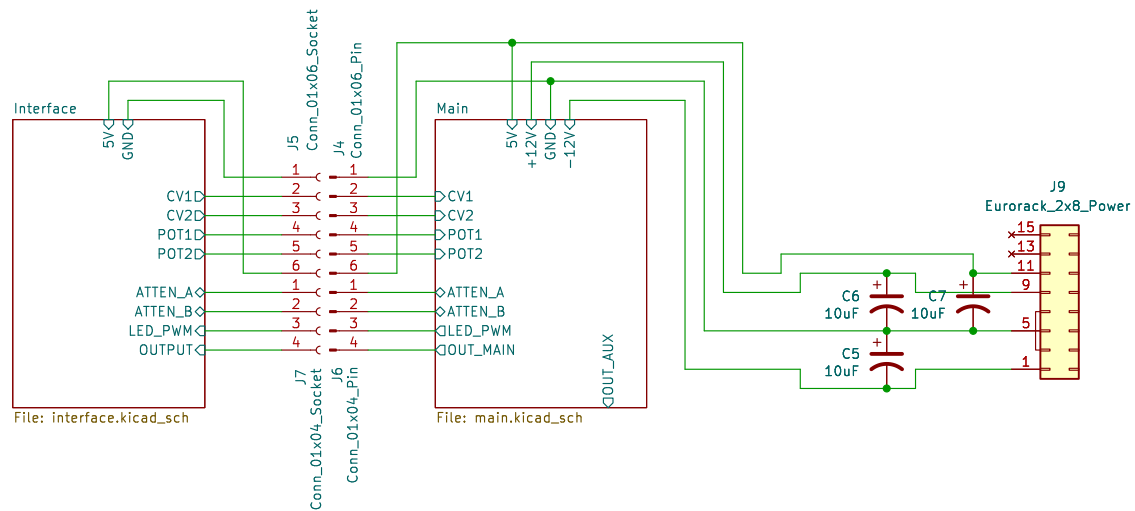 Interface
5V
GND
CV1
CV2
POT1
POT2
ATTEN_A
ATTEN_B
LED_PWM
OUTPUT
File: interface.kicad_sch
J5
Conn_01x06_Socket
1
2
3
4
5
6
J4
Conn_01x06_Pin
1
2
3
4
5
6
1
2
3
4
J7
Conn_01x04_Socket
1
2
3
4
J6
Conn_01x04_Pin
Main
5V
+12V
GND
-12V
CV1
CV2
POT1
POT2
ATTEN_A
ATTEN_B
LED_PWM
OUT_MAIN
OUT_AUX
File: main.kicad_sch
C6
10uF
+
C7
10uF
+
C5
10uF
+
J9
Eurorack_2x8_Power
15
13
11
9
5
1